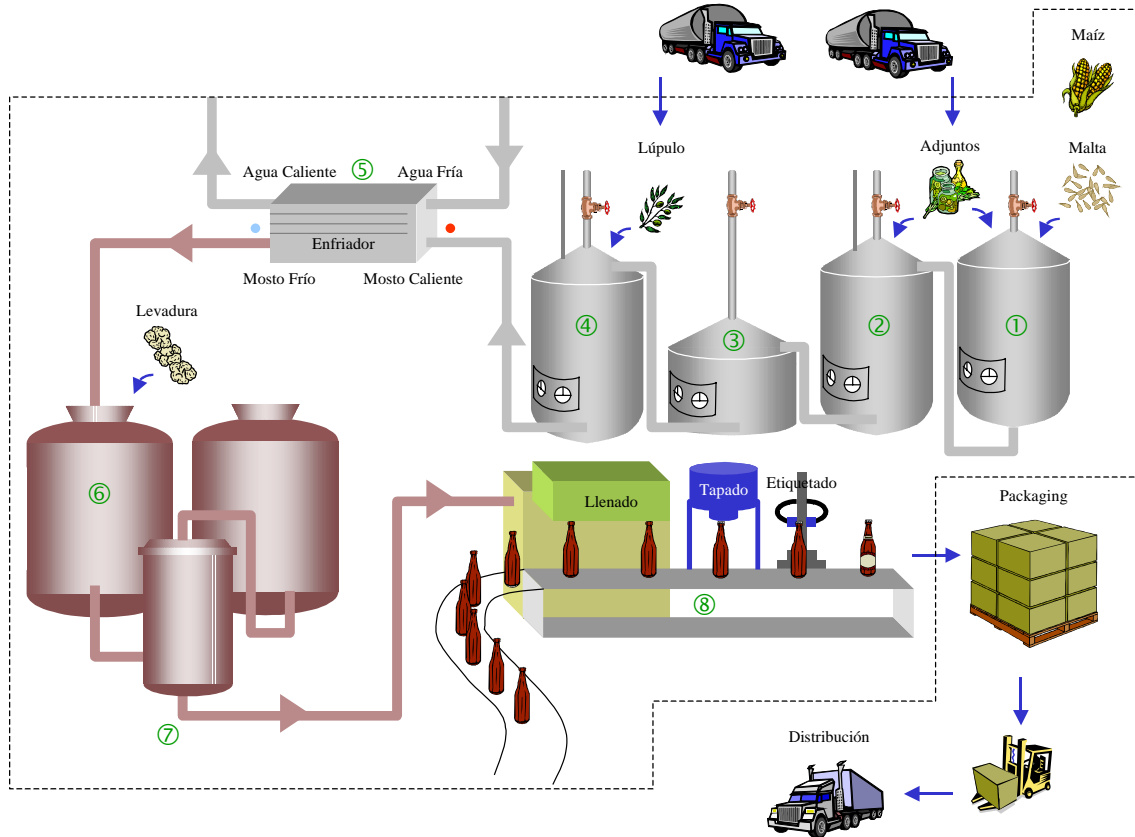 Maíz
Lúpulo
Adjuntos
Malta
Agua Caliente
⑤
Agua Fría
Enfriador
Mosto Frío
Mosto Caliente
④
③
②
①
Levadura
⑥
Llenado
Tapado
Etiquetado
Packaging
⑧
⑦
Distribución